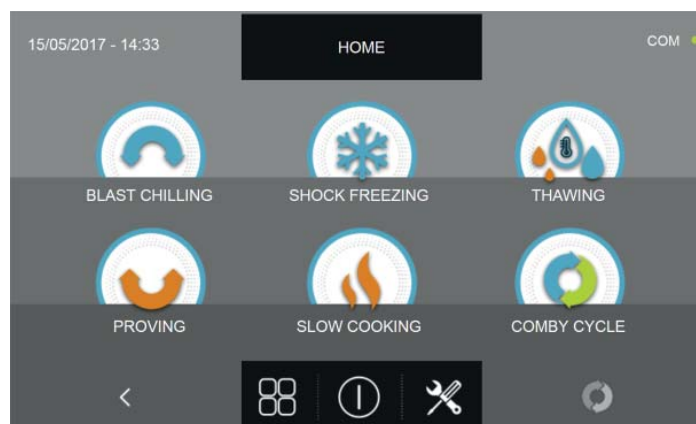 15/05/2017 - 14:33
HOME
COM
BLAST CHILLING
SHOCK FREEZING
THAWING
PROVING
SLOW COOKING
COMBY CYCLE